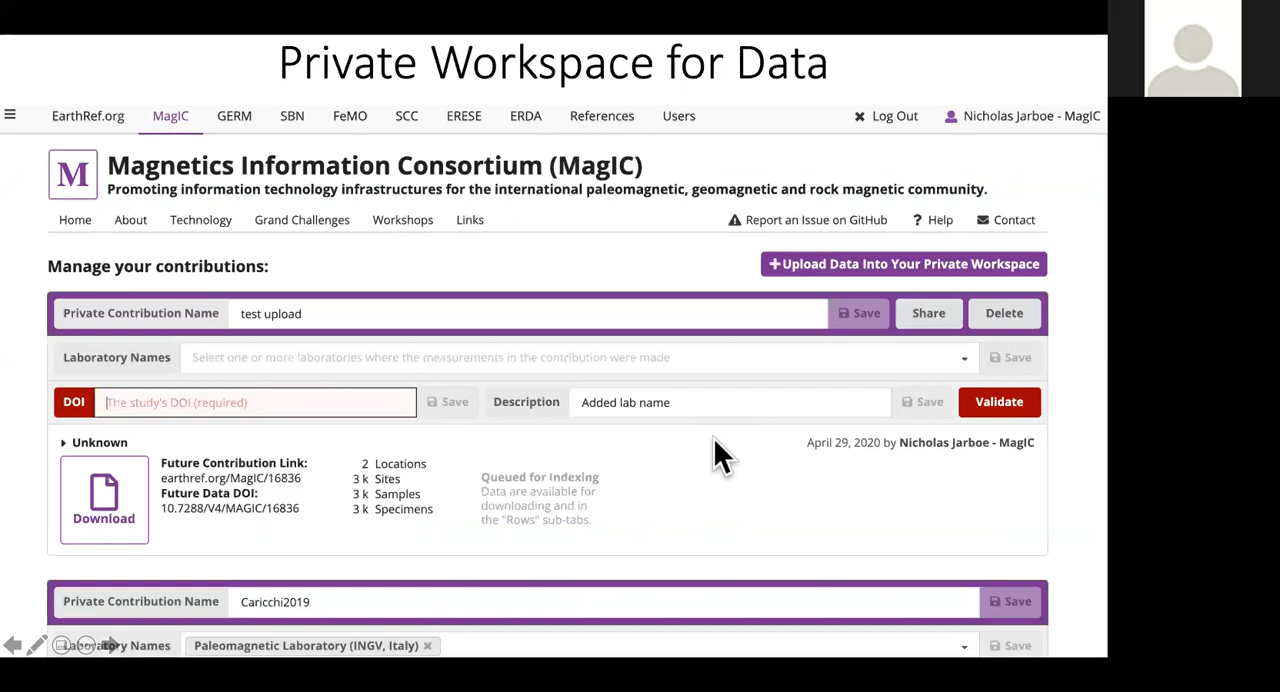 Private Workspace for Data
EarthRef.org MagIC GERM SBN FeMO SCC ERESE ERDA References Users Log Out Nicholas Jarboe - MagIC
M
Magnetics Information Consortium (MagIC)
Promoting information technology infrastructures for the international paleomagnetic, geomagnetic and rock magnetic community.
Home About Technology Grand Challenges Workshops Links Report an Issue on GitHub ? Help Contact
Manage your contributions: +Upload Data Into Your Private Workspace
Private Contribution Name test upload Save Share Delete
Laboratory Names Select one or more laboratories where the measurements in the contribution were made Save
DOI The study's DOI (required) Save Description Added lab name Save Validate
Unknown April 29, 2020 by Nicholas Jarboe - MagIC
Download
Future Contribution Link:
earthref.org/MagIC/16836
Future Data DOI:
10.7288/V4/MAGIC/16836
2 Locations
3 k Sites
3 k Samples
3 k Specimens
Queued for Indexing
Data are available for
downloading and in
the "Rows" sub-tabs.
Private Contribution Name Caricchi2019 Save
Laboratory Names Paleomagnetic Laboratory (INGV, Italy) Save